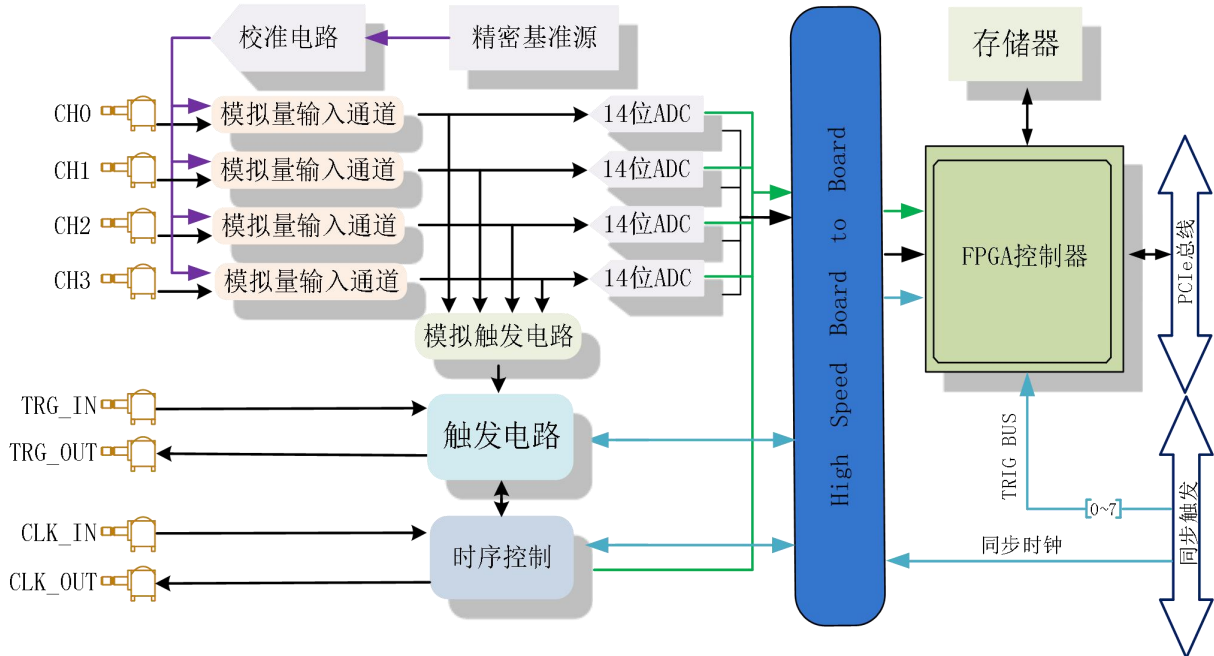 校准电路
精密基准源
存储器
CH0
模拟量输入通道
14位ADC
CH1
模拟量输入通道
14位ADC
CH2
模拟量输入通道
14位ADC
CH3
模拟量输入通道
14位ADC
High Speed Board to Board
FPGA控制器
PCIe总线
模拟触发电路
TRG_IN
TRG_OUT
触发电路
TRIG BUS
[0~7]
同步触发
CLK_IN
CLK_OUT
时序控制
同步时钟